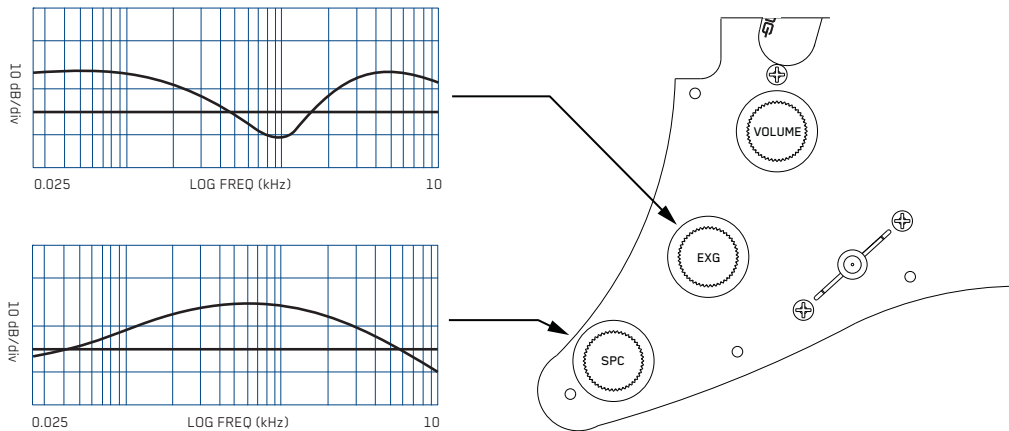 10 dB/div
0.025 LOG FREQ (kHz) 10
10 dB/div
0.025 LOG FREQ (kHz) 10
VOLUME
EXG
SPC